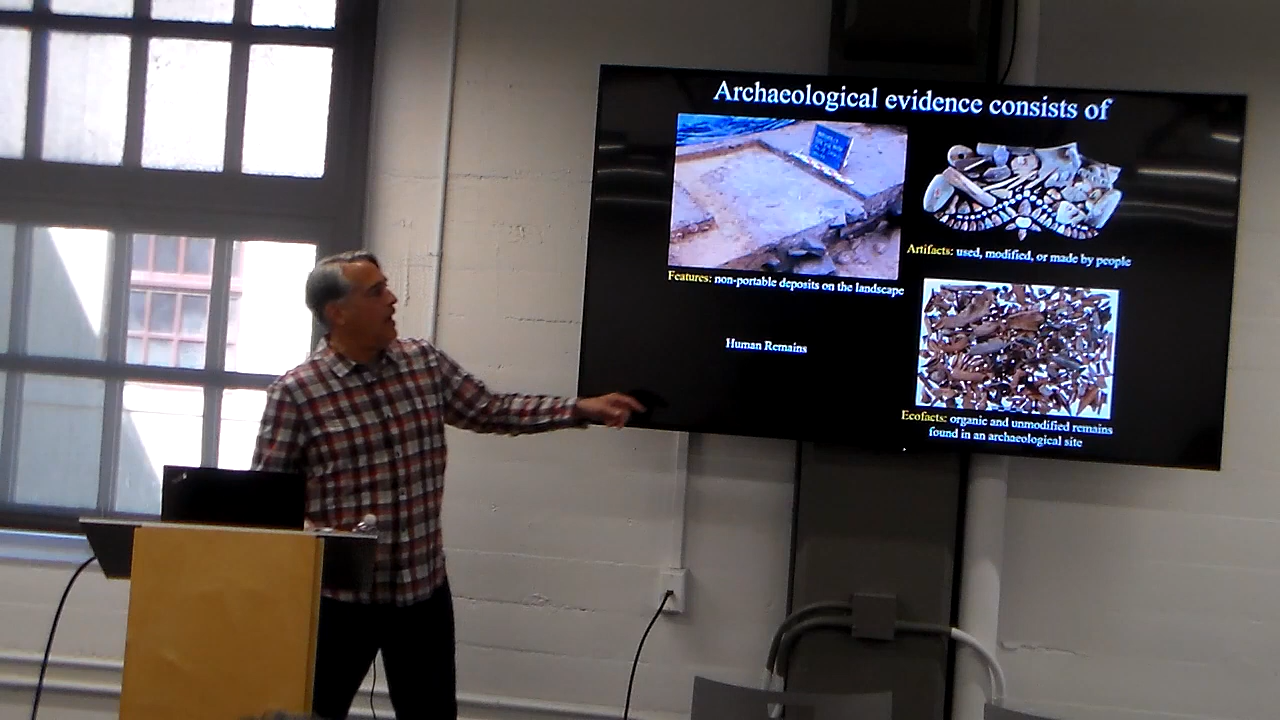 Archaeological evidence consists of
Features: non-portable deposits on the landscape
Artifacts: used, modified, or made by people
Human Remains
Ecofacts: organic and unmodified remains
found in an archaeological site